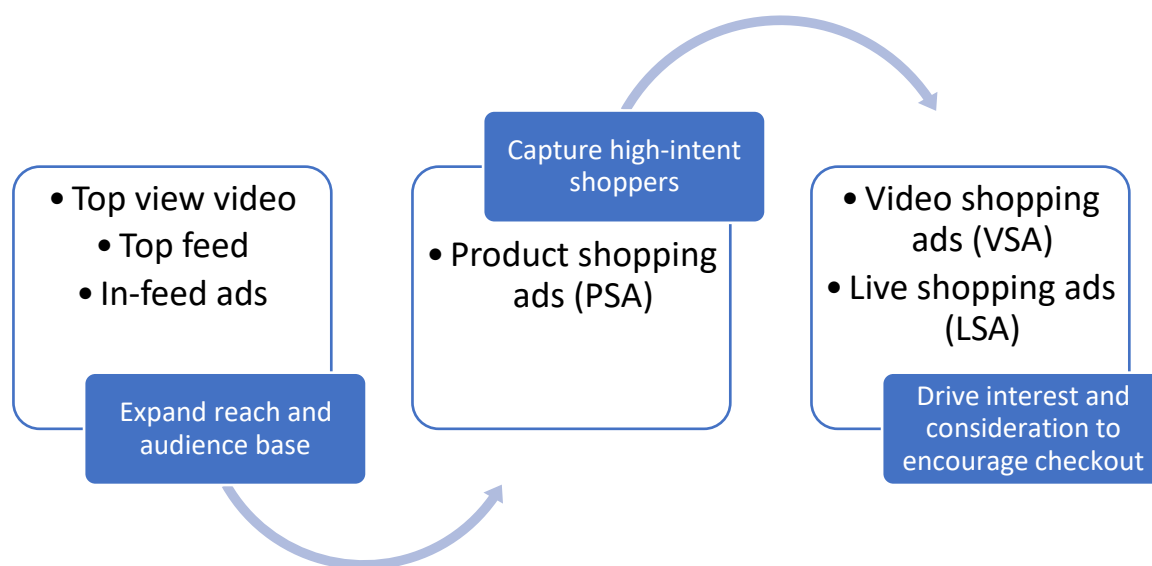 • Top view video
• Top feed
• In-feed ads
Expand reach and
audience base
Capture high-intent
shoppers
• Product shopping
ads (PSA)
• Video shopping
ads (VSA)
• Live shopping ads
(LSA)
Drive interest and
consideration to
encourage checkout